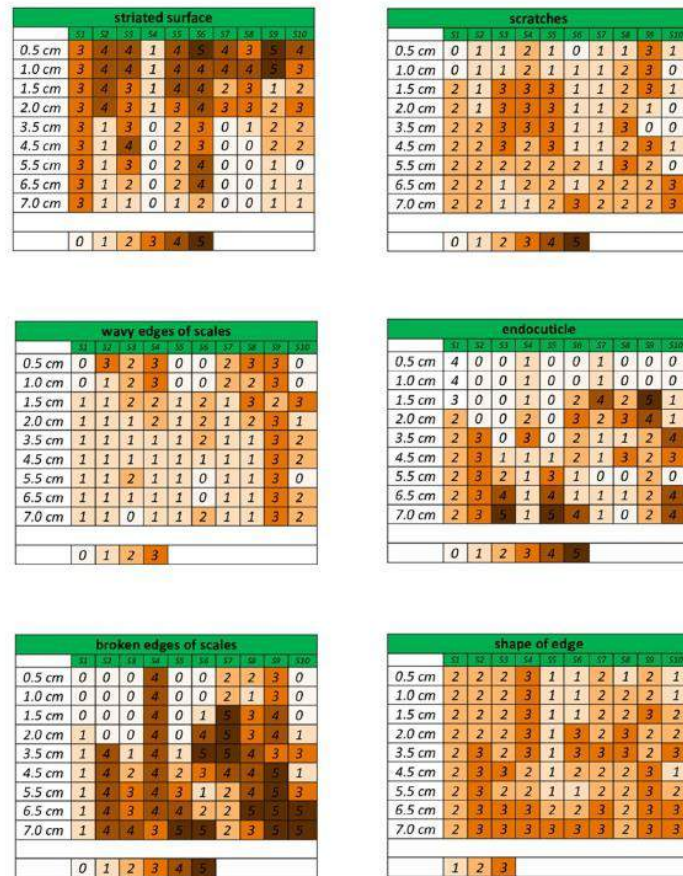 striated surface
S1 S2 S3 S4 S5 S6 S7 S8 S9 S10
0.5 cm 3 4 4 1 4 5 4 3 5 4
1.0 cm 3 4 4 1 4 4 4 4 5 3
1.5 cm 3 4 3 1 4 4 2 3 1 2
2.0 cm 3 4 3 1 3 4 3 3 2 3
3.5 cm 3 1 3 0 2 3 0 1 2 2
4.5 cm 3 1 4 0 2 3 0 0 2 2
5.5 cm 3 1 3 0 2 4 0 0 1 0
6.5 cm 3 1 2 0 2 4 0 0 1 1
7.0 cm 3 1 1 0 1 2 0 0 1 1
0 1 2 3 4 5
scratches
S1 S2 S3 S4 S5 S6 S7 S8 S9 S10
0.5 cm 0 1 1 2 1 0 1 1 3 1
1.0 cm 0 1 1 2 1 1 1 2 3 0
1.5 cm 2 1 3 3 3 1 1 2 3 1
2.0 cm 2 1 3 3 3 1 1 2 1 0
3.5 cm 2 2 3 3 3 1 1 3 0 0
4.5 cm 2 2 3 2 3 1 1 2 3 1
5.5 cm 2 2 2 2 2 2 1 3 2 0
6.5 cm 2 2 1 2 2 1 2 2 2 3
7.0 cm 2 2 1 1 2 3 2 2 2 3
0 1 2 3 4 5
wavy edges of scales
S1 S2 S3 S4 S5 S6 S7 S8 S9 S10
0.5 cm 0 3 2 3 0 0 2 3 3 0
1.0 cm 0 1 2 3 0 0 2 2 3 0
1.5 cm 1 1 2 2 1 2 1 3 2 3
2.0 cm 1 1 1 2 1 2 1 2 3 1
3.5 cm 1 1 1 1 1 2 1 1 3 2
4.5 cm 1 1 1 1 1 1 1 1 3 2
5.5 cm 1 1 2 1 1 0 1 1 3 0
6.5 cm 1 1 1 1 1 0 1 1 3 2
7.0 cm 1 1 0 1 1 2 1 1 3 2
0 1 2 3
endocuticle
S1 S2 S3 S4 S5 S6 S7 S8 S9 S10
0.5 cm 4 0 0 1 0 0 1 0 0 0
1.0 cm 4 0 0 1 0 0 1 0 0 0
1.5 cm 3 0 0 1 0 2 4 2 5 1
2.0 cm 2 0 0 2 0 3 2 3 4 1
3.5 cm 2 3 0 3 0 2 1 1 2 4
4.5 cm 2 3 1 1 1 2 1 3 2 3
5.5 cm 2 3 2 1 3 1 0 0 2 0
6.5 cm 2 3 4 1 4 1 1 1 2 4
7.0 cm 2 3 5 1 5 4 1 0 2 4
0 1 2 3 4 5
broken edges of scales
S1 S2 S3 S4 S5 S6 S7 S8 S9 S10
0.5 cm 0 0 0 4 0 0 2 2 3 0
1.0 cm 0 0 0 4 0 0 2 1 3 0
1.5 cm 0 0 0 4 0 1 5 3 4 0
2.0 cm 1 0 0 4 0 4 5 3 4 1
3.5 cm 1 4 1 4 1 5 5 4 3 3
4.5 cm 1 4 2 4 2 3 4 4 5 1
5.5 cm 1 4 3 4 3 1 2 4 5 3
6.5 cm 1 4 3 4 4 2 2 5 5 5
7.0 cm 1 4 4 3 5 5 2 3 5 5
0 1 2 3 4 5
shape of edge
S1 S2 S3 S4 S5 S6 S7 S8 S9 S10
0.5 cm 2 2 2 3 1 1 2 1 2 1
1.0 cm 2 2 2 3 1 1 2 2 2 1
1.5 cm 2 2 2 3 1 1 2 2 3 2
2.0 cm 2 2 2 3 1 3 2 3 2 2
3.5 cm 2 3 2 3 1 3 3 3 2 3
4.5 cm 2 3 3 2 1 2 2 2 3 1
5.5 cm 2 3 2 2 1 1 2 2 3 2
6.5 cm 2 3 3 3 2 2 3 2 3 3
7.0 cm 2 3 3 3 3 3 3 2 3 3
1 2 3